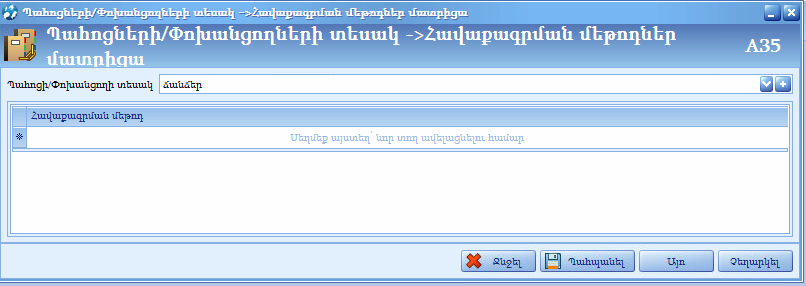 Պահոցների/Փոխանցողների տեսակ ->Հավաքագրման մեթոդներ մատրիցա
Պահոցների/Փոխանցողների տեսակ ->Հավաքագրման մեթոդներ
մատրիցա
A35
Պահոցի/Փոխանցողի տեսակ ճանճեր
Հավաքագրման մեթոդ
Սեղմեք այստեղ՝ նոր տող ավելացնելու համար
Ջնջել Պահպանել Այո Չեղարկել